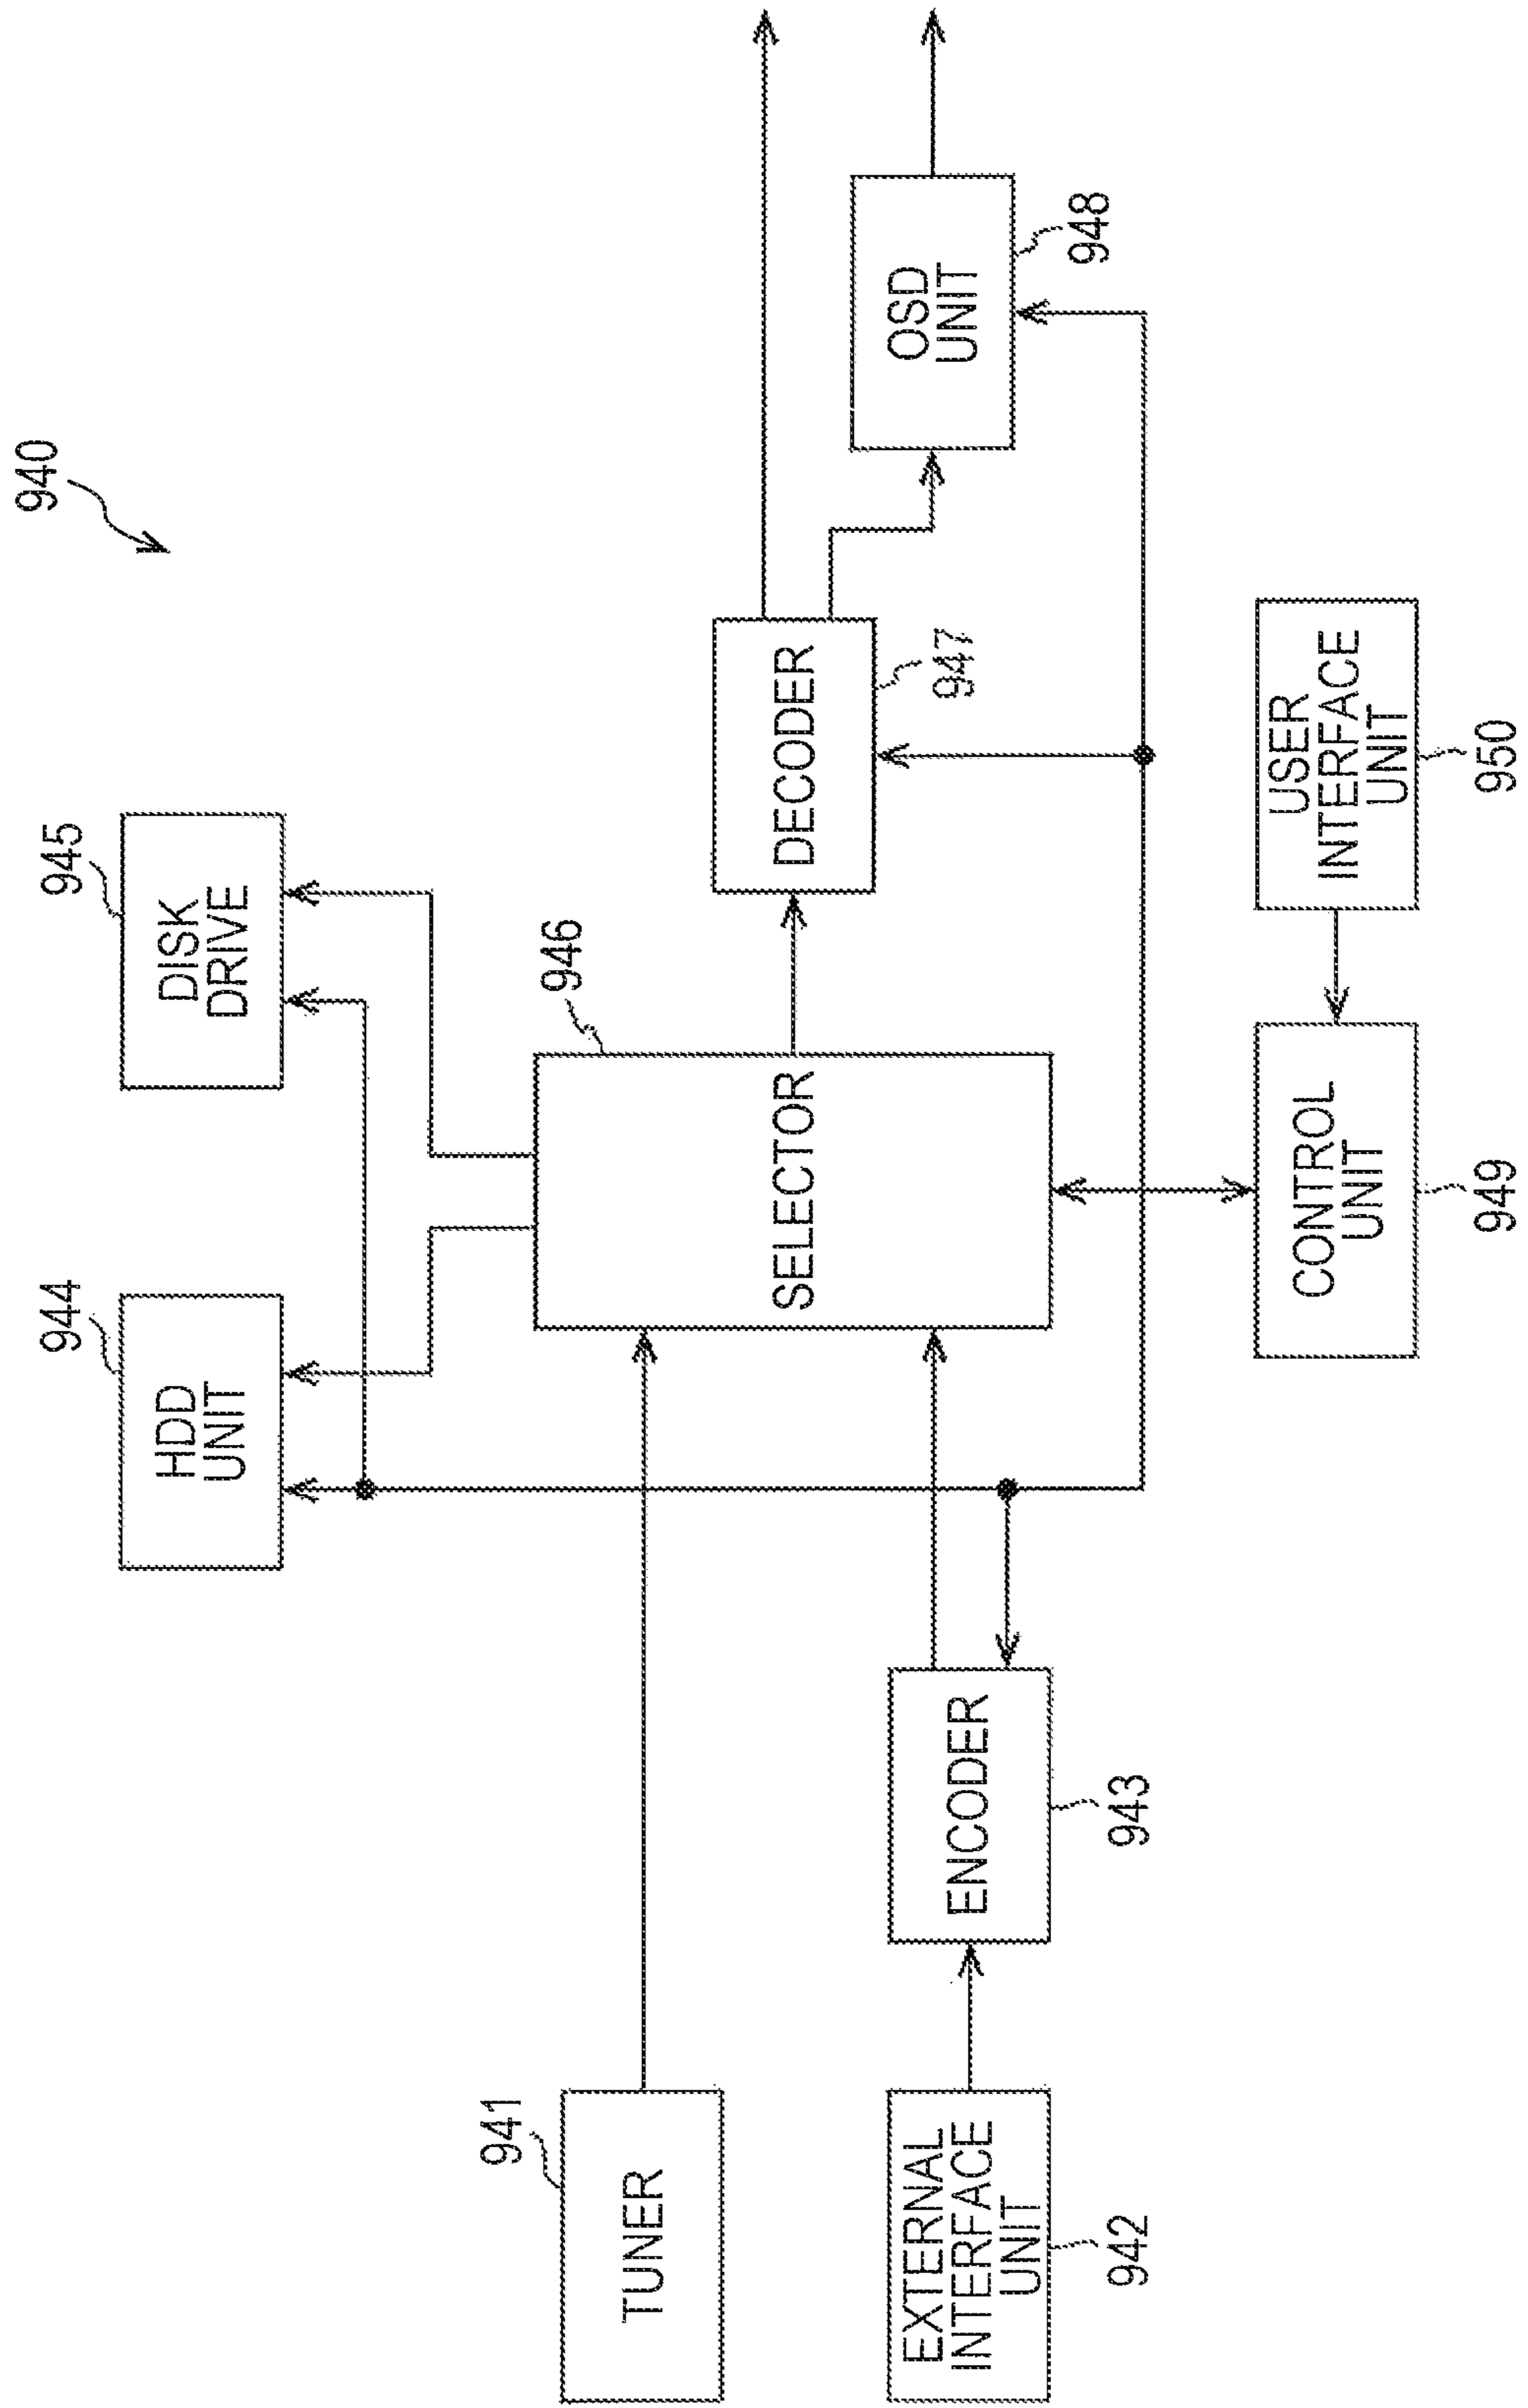 940
944
HDD
UNIT
945
DISK
DRIVE
941
TUNER
946
SELECTOR
DECODER
947
OSD
UNIT
948
EXTERNAL
INTERFACE
UNIT
942
ENCODER
943
CONTROL
UNIT
949
USER
INTERFACE
UNIT
950